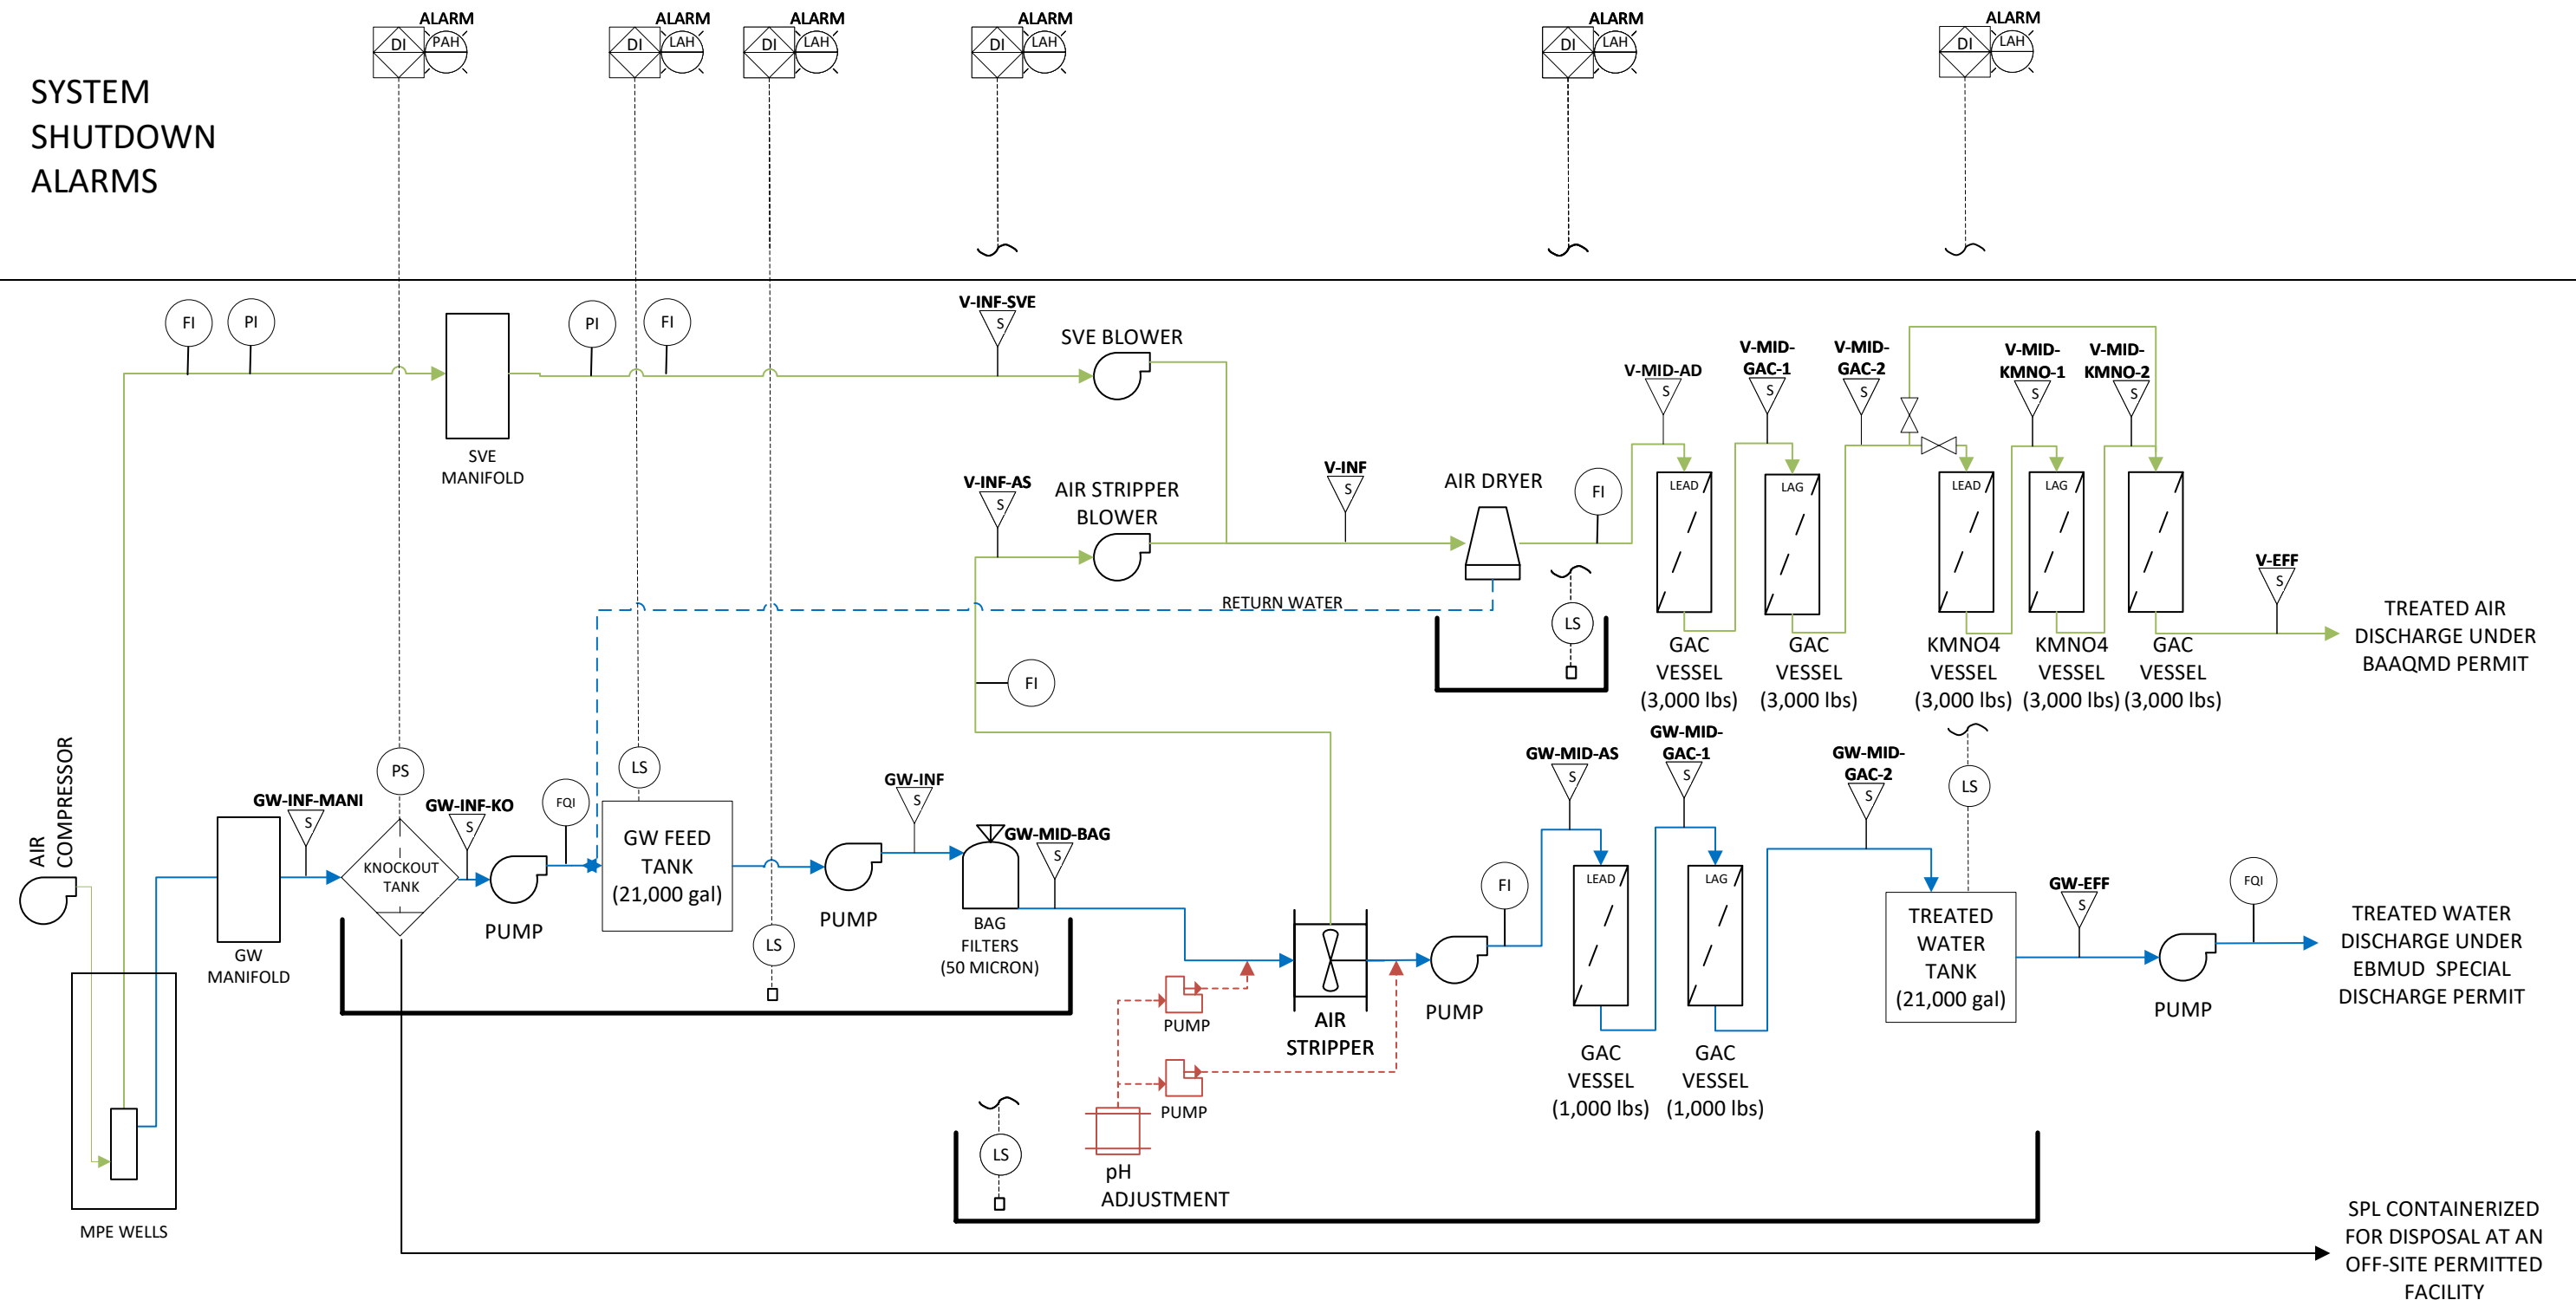 ALARM
ALARM
ALARM
ALARM
ALARM
ALARM
DI
PAH
DI
LAH
DI
LAH
DI
LAH
DI
LAH
DI
LAH
SYSTEM
SHUTDOWN
ALARMS
FI
PI
PI
FI
V-INF-SVE
S
SVE BLOWER
SVE
MANIFOLD
V-INF-AS
S
AIR STRIPPER
BLOWER
V-INF
S
AIR DRYER
FI
V-MID-AD
S
V-MID-
GAC-1
S
V-MID-
GAC-2
S
V-MID-
KMNO-1
S
V-MID-
KMNO-2
S
LEAD
LAG
LEAD
LAG
V-EFF
S
RETURN WATER
LS
FI
GAC
VESSEL
(3,000 lbs)
GAC
VESSEL
(3,000 lbs)
KMNO4
VESSEL
(3,000 lbs)
KMNO4
VESSEL
(3,000 lbs)
GAC
VESSEL
(3,000 lbs)
TREATED AIR
DISCHARGE UNDER
BAAQMD PERMIT
AIR
COMPRESSOR
MPE WELLS
GW
MANIFOLD
GW-INF-MANI
S
PS
KNOCKOUT
TANK
GW-INF-KO
S
PUMP
FQI
LS
GW FEED
TANK
(21,000 gal)
LS
PUMP
GW-INF
S
BAG
FILTERS
(50 MICRON)
GW-MID-BAG
S
PUMP
PUMP
pH
ADJUSTMENT
LS
AIR
STRIPPER
PUMP
FI
GW-MID-AS
S
GW-MID-
GAC-1
S
GW-MID-
GAC-2
S
LEAD
LAG
GAC
VESSEL
(1,000 lbs)
GAC
VESSEL
(1,000 lbs)
LS
TREATED
WATER
TANK
(21,000 gal)
GW-EFF
S
PUMP
FQI
TREATED WATER
DISCHARGE UNDER
EBMUD SPECIAL
DISCHARGE PERMIT
SPL CONTAINERIZED
FOR DISPOSAL AT AN
OFF-SITE PERMITTED
FACILITY